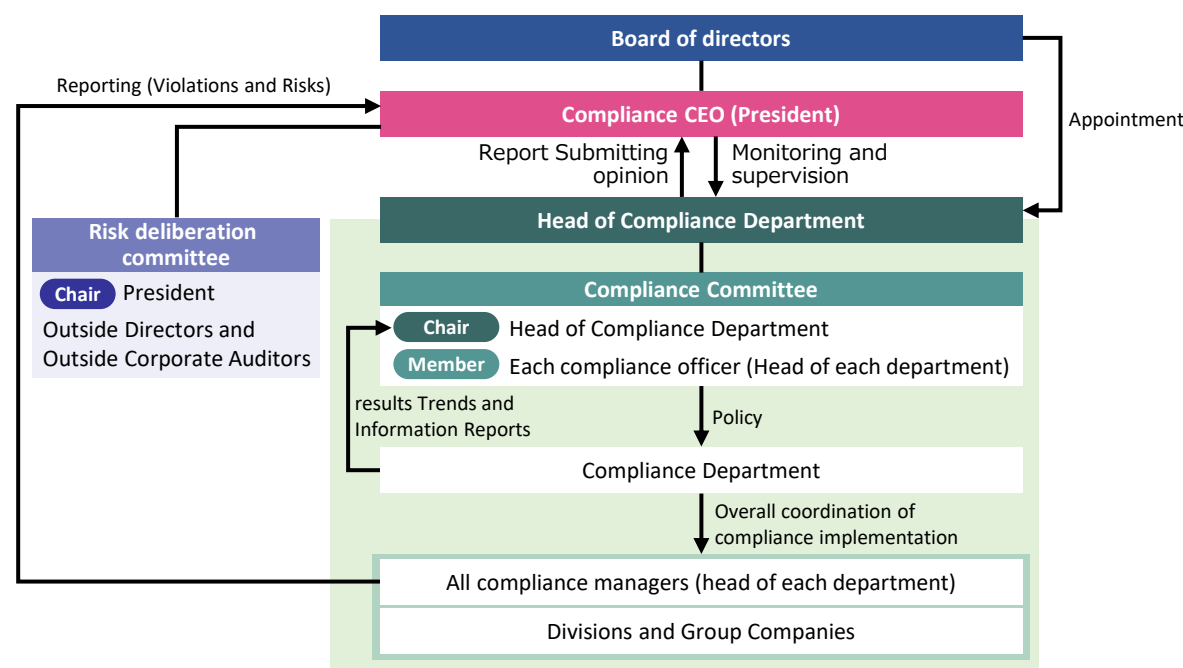 Board of directors
Reporting (Violations and Risks)
Compliance CEO (President)
Appointment
Report Submitting
opinion
Monitoring and
supervision
Head of Compliance Department
Risk deliberation
committee
Chair President
Outside Directors and
Outside Corporate Auditors
Compliance Committee
Chair Head of Compliance Department
Member Each compliance officer (Head of each department)
results Trends and
Information Reports
Policy
Compliance Department
Overall coordination of
compliance implementation
All compliance managers (head of each department)
Divisions and Group Companies